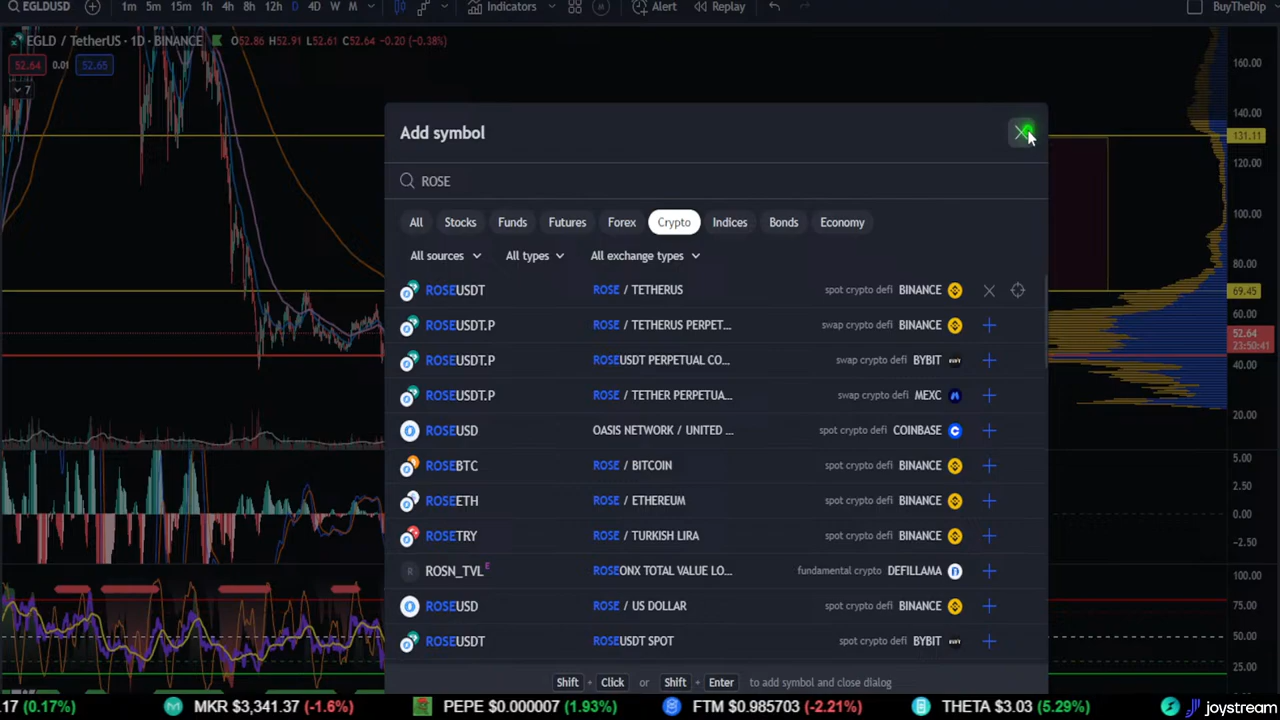 EGLDUSD 1m 5m 15m 1H 4H 8H 12H D 4D W M Indicators Alert Replay BuyTheDip
EGLD / TetherUS · 1D · BINANCE O52.86 H52.91 L52.61 C52.64 -0.20 (-0.38%)
52.64 0.01 52.65
7
160.00
140.00
131.11
120.00
100.00
80.00
69.45
60.00
52.64
23:50:41
40.00
20.00
5.00
2.50
0.00
−2.50
100.00
75.00
50.00
25.00
Add symbol
ROSE
All Stocks Funds Futures Forex Crypto Indices Bonds Economy
All sources All types All exchange types
ROSEUSDT ROSE / TETHERUS spot crypto defi BINANCE
ROSEUSDT.P ROSE / TETHERUS PERPET... swap crypto defi BINANCE
ROSEUSDT.P ROSEUSDT PERPETUAL CO... swap crypto defi BYBIT
ROSEUSDT.P ROSE / TETHER PERPETUA... swap crypto defi MEXC
ROSEUSD OASIS NETWORK / UNITED ... spot crypto defi COINBASE
ROSEBTC ROSE / BITCOIN spot crypto defi BINANCE
ROSEETH ROSE / ETHEREUM spot crypto defi BINANCE
ROSETRY ROSE / TURKISH LIRA spot crypto defi BINANCE
R ROSN_TVL E ROSEONX TOTAL VALUE LO... fundamental crypto DEFILLAMA
ROSEUSD ROSE / US DOLLAR spot crypto defi BINANCE
ROSEUSDT ROSEUSDT SPOT spot crypto defi BYBIT
Shift + Click or Shift + Enter to add symbol and close dialog
.17 (0.17%) MKR $3,341.37 (-1.6%) PEPE $0.000007 (1.93%) FTM $0.985703 (-2.21%) THETA $3.03 (5.29%) joystream